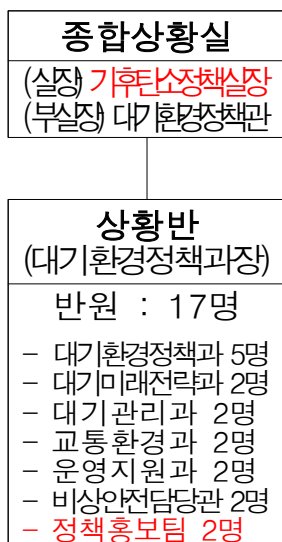 종합상황실
(실장) 기후탄소정책실장
(부실장) 대기환경정책관
상황반
(대기환경정책과장)
반원 : 17명
- 대기환경정책과 5명
- 대기미래전략과 2명
- 대기관리과 2명
- 교통환경과 2명
- 운영지원과 2명
- 비상안전담당관 2명
- 정책홍보팀 2명